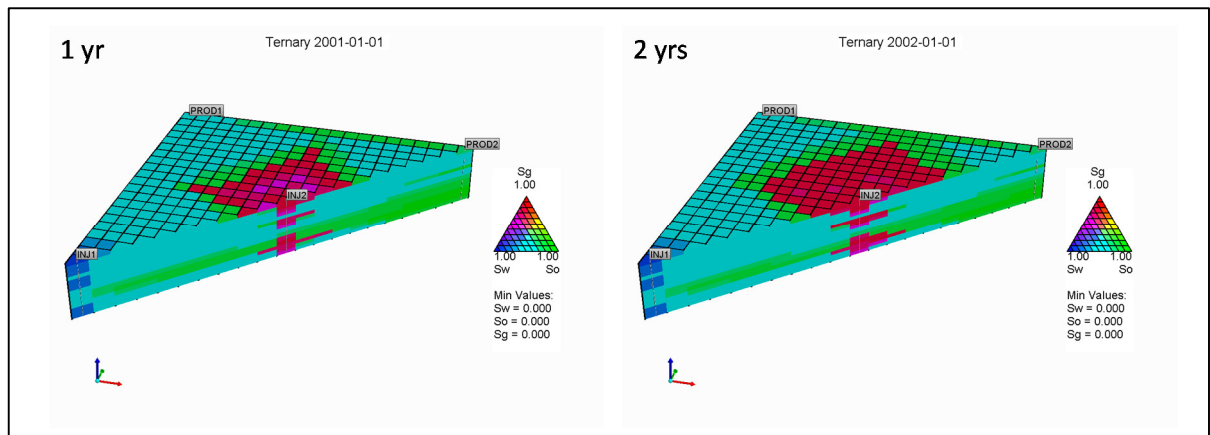 1 yr
Ternary 2001-01-01
PROD1
PROD2
INJ2
INJ1
Sg
1.00
1.00 1.00
Sw So
Min Values:
Sw = 0.000
So = 0.000
Sg = 0.000
2 yrs
Ternary 2002-01-01
PROD1
PROD2
INJ2
INJ1
Sg
1.00
1.00 1.00
Sw So
Min Values:
Sw = 0.000
So = 0.000
Sg = 0.000